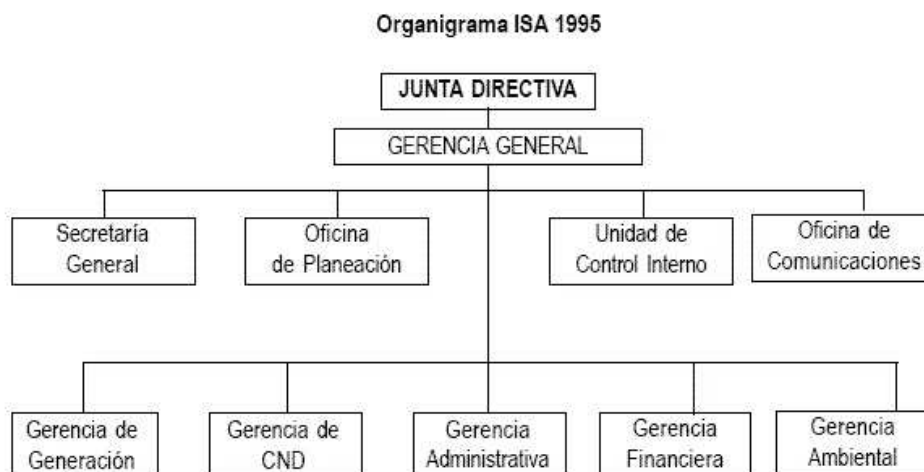 Organigrama ISA 1995
JUNTA DIRECTIVA
GERENCIA GENERAL
Secretaría
General
Oficina
de Planeación
Unidad de
Control Interno
Oficina de
Comunicaciones
Gerencia de
Generación
Gerencia de
CND
Gerencia
Administrativa
Gerencia
Financiera
Gerencia
Ambiental